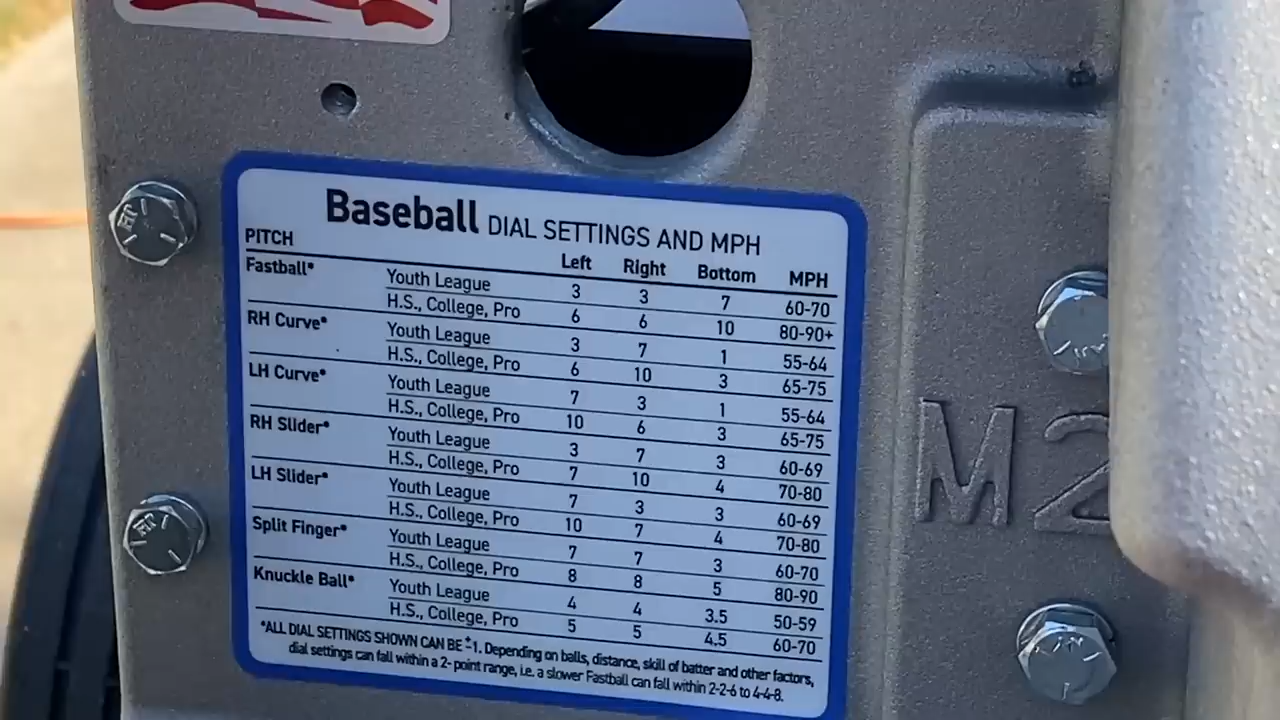 Baseball DIAL SETTINGS AND MPH
PITCH Left Right Bottom MPH
Fastball* Youth League 3 3 7 60-70
H.S., College, Pro 6 6 10 80-90+
RH Curve* Youth League 3 7 1 55-64
H.S., College, Pro 6 10 3 65-75
LH Curve* Youth League 7 3 1 55-64
H.S., College, Pro 10 6 3 65-75
RH Slider* Youth League 3 7 3 60-69
H.S., College, Pro 7 10 4 70-80
LH Slider* Youth League 7 3 3 60-69
H.S., College, Pro 10 7 4 70-80
Split Finger* Youth League 7 7 3 60-70
H.S., College, Pro 8 8 5 80-90
Knuckle Ball* Youth League 4 4 3.5 50-59
H.S., College, Pro 5 5 4.5 60-70
*ALL DIAL SETTINGS SHOWN CAN BE ±1. Depending on balls, distance, skill of batter and other factors,
dial settings can fall within a 2- point range, i.e. a slower Fastball can fall within 2-2-6 to 4-4-8.
M2